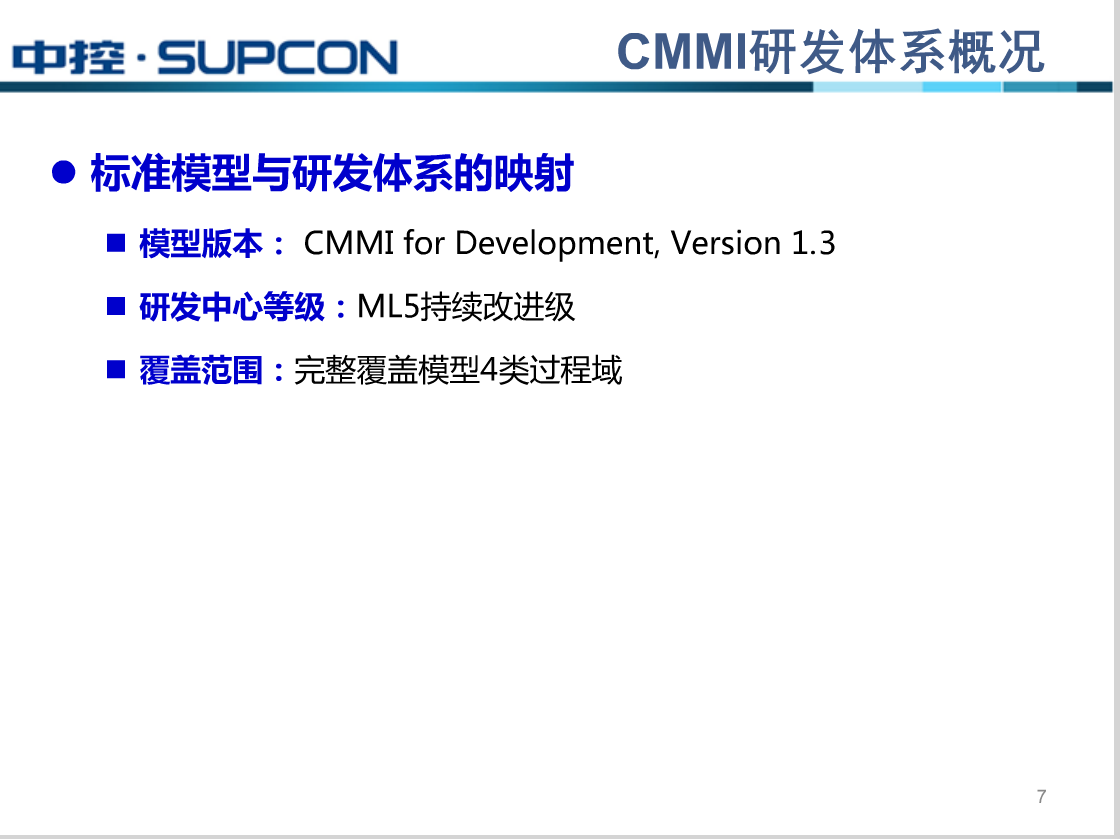 中控·SUPCON
CMMI研发体系概况
标准模型与研发体系的映射
模型版本： CMMI for Development, Version 1.3
研发中心等级：ML5持续改进级
覆盖范围：完整覆盖模型4类过程域
7